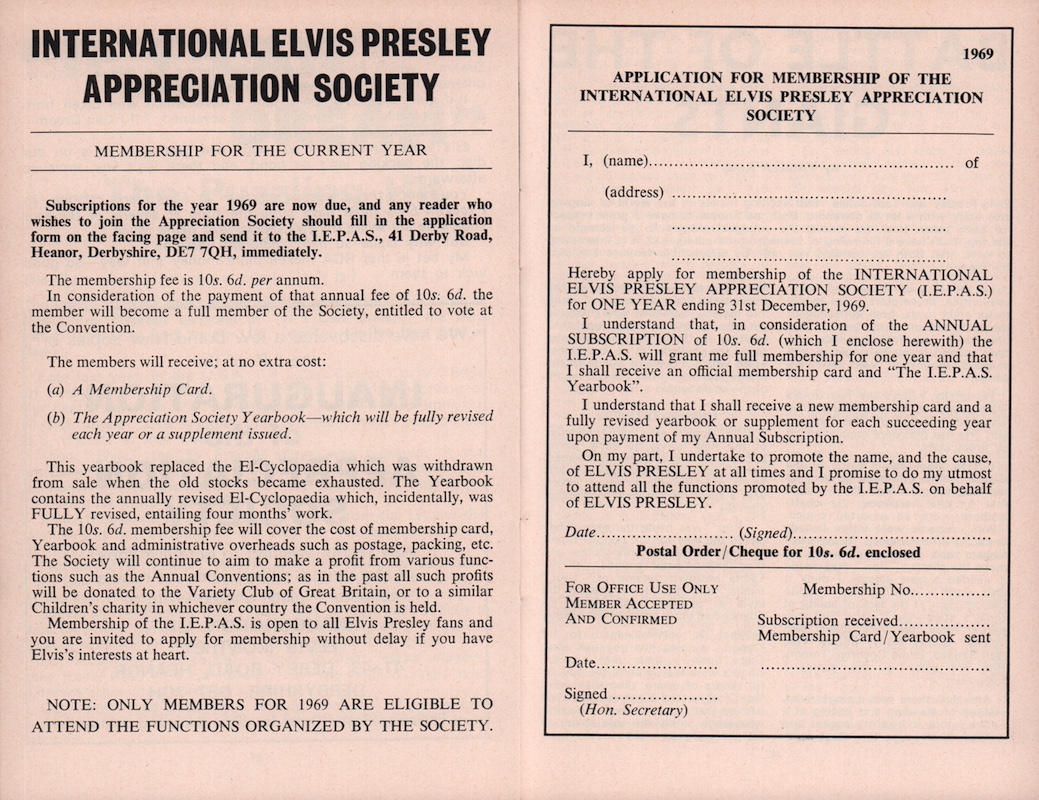 INTERNATIONAL ELVIS PRESLEY
APPRECIATION SOCIETY
MEMBERSHIP FOR THE CURRENT YEAR
Subscriptions for the year 1969 are now due, and any reader who
wishes to join the Appreciation Society should fill in the application
form on the facing page and send it to the I.E.P.A.S., 41 Derby Road,
Heanor, Derbyshire, DE7 7QH, immediately.
The membership fee is 10s. 6d. per annum.
In consideration of the payment of that annual fee of 10s. 6d. the
member will become a full member of the Society, entitled to vote at
the Convention.
The members will receive; at no extra cost:
(a) A Membership Card.
(b) The Appreciation Society Yearbook—which will be fully revised
each year or a supplement issued.
This yearbook replaced the El-Cyclopaedia which was withdrawn
from sale when the old stocks became exhausted. The Yearbook
contains the annually revised El-Cyclopaedia which, incidentally, was
FULLY revised, entailing four months' work.
The 10s. 6d. membership fee will cover the cost of membership card,
Yearbook and administrative overheads such as postage, packing, etc.
The Society will continue to aim to make a profit from various func-
tions such as the Annual Conventions; as in the past all such profits
will be donated to the Variety Club of Great Britain, or to a similar
Children's charity in whichever country the Convention is held.
Membership of the I.E.P.A.S. is open to all Elvis Presley fans and
you are invited to apply for membership without delay if you have
Elvis's interests at heart.
NOTE: ONLY MEMBERS FOR 1969 ARE ELIGIBLE TO
ATTEND THE FUNCTIONS ORGANIZED BY THE SOCIETY.
1969
APPLICATION FOR MEMBERSHIP OF THE
INTERNATIONAL ELVIS PRESLEY APPRECIATION
SOCIETY
I, (name)............................................................ of
(address) ......................................................
......................................................
......................................................
Hereby apply for membership of the INTERNATIONAL
ELVIS PRESLEY APPRECIATION SOCIETY (I.E.P.A.S.)
for ONE YEAR ending 31st December, 1969.
I understand that, in consideration of the ANNUAL
SUBSCRIPTION of 10s. 6d. (which I enclose herewith) the
I.E.P.A.S. will grant me full membership for one year and that
I shall receive an official membership card and "The I.E.P.A.S.
Yearbook".
I understand that I shall receive a new membership card and a
fully revised yearbook or supplement for each succeeding year
upon payment of my Annual Subscription.
On my part, I undertake to promote the name, and the cause,
of ELVIS PRESLEY at all times and I promise to do my utmost
to attend all the functions promoted by the I.E.P.A.S. on behalf
of ELVIS PRESLEY.
Date........................... (Signed).......................................
Postal Order/Cheque for 10s. 6d. enclosed
FOR OFFICE USE ONLY
MEMBER ACCEPTED
AND CONFIRMED
Membership No................
Subscription received..................
Membership Card/Yearbook sent
Date........................ .............................................
Signed .....................
(Hon. Secretary)